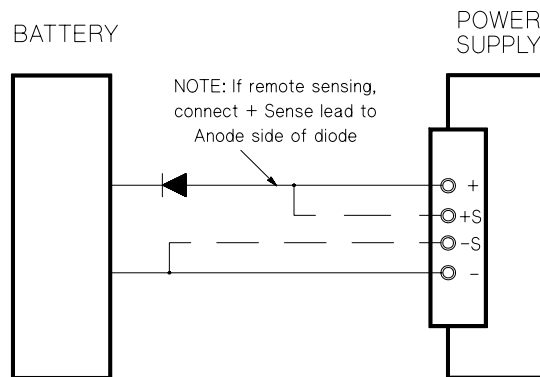 BATTERY
POWER
SUPPLY
NOTE: If remote sensing,
connect + Sense lead to
Anode side of diode
+
+S
-S
-